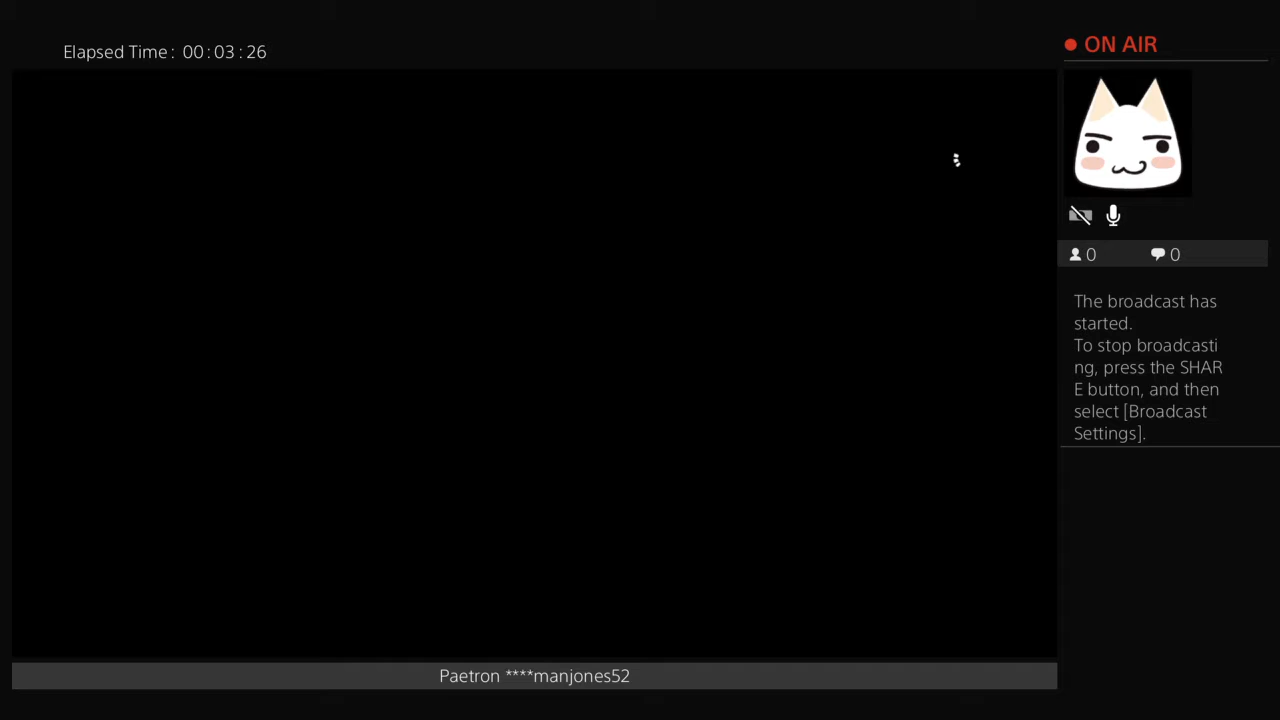 Elapsed Time : 00 : 03 : 26
ON AIR
0 0
The broadcast has
started.
To stop broadcasti
ng, press the SHAR
E button, and then
select [Broadcast
Settings].
Paetron ****manjones52